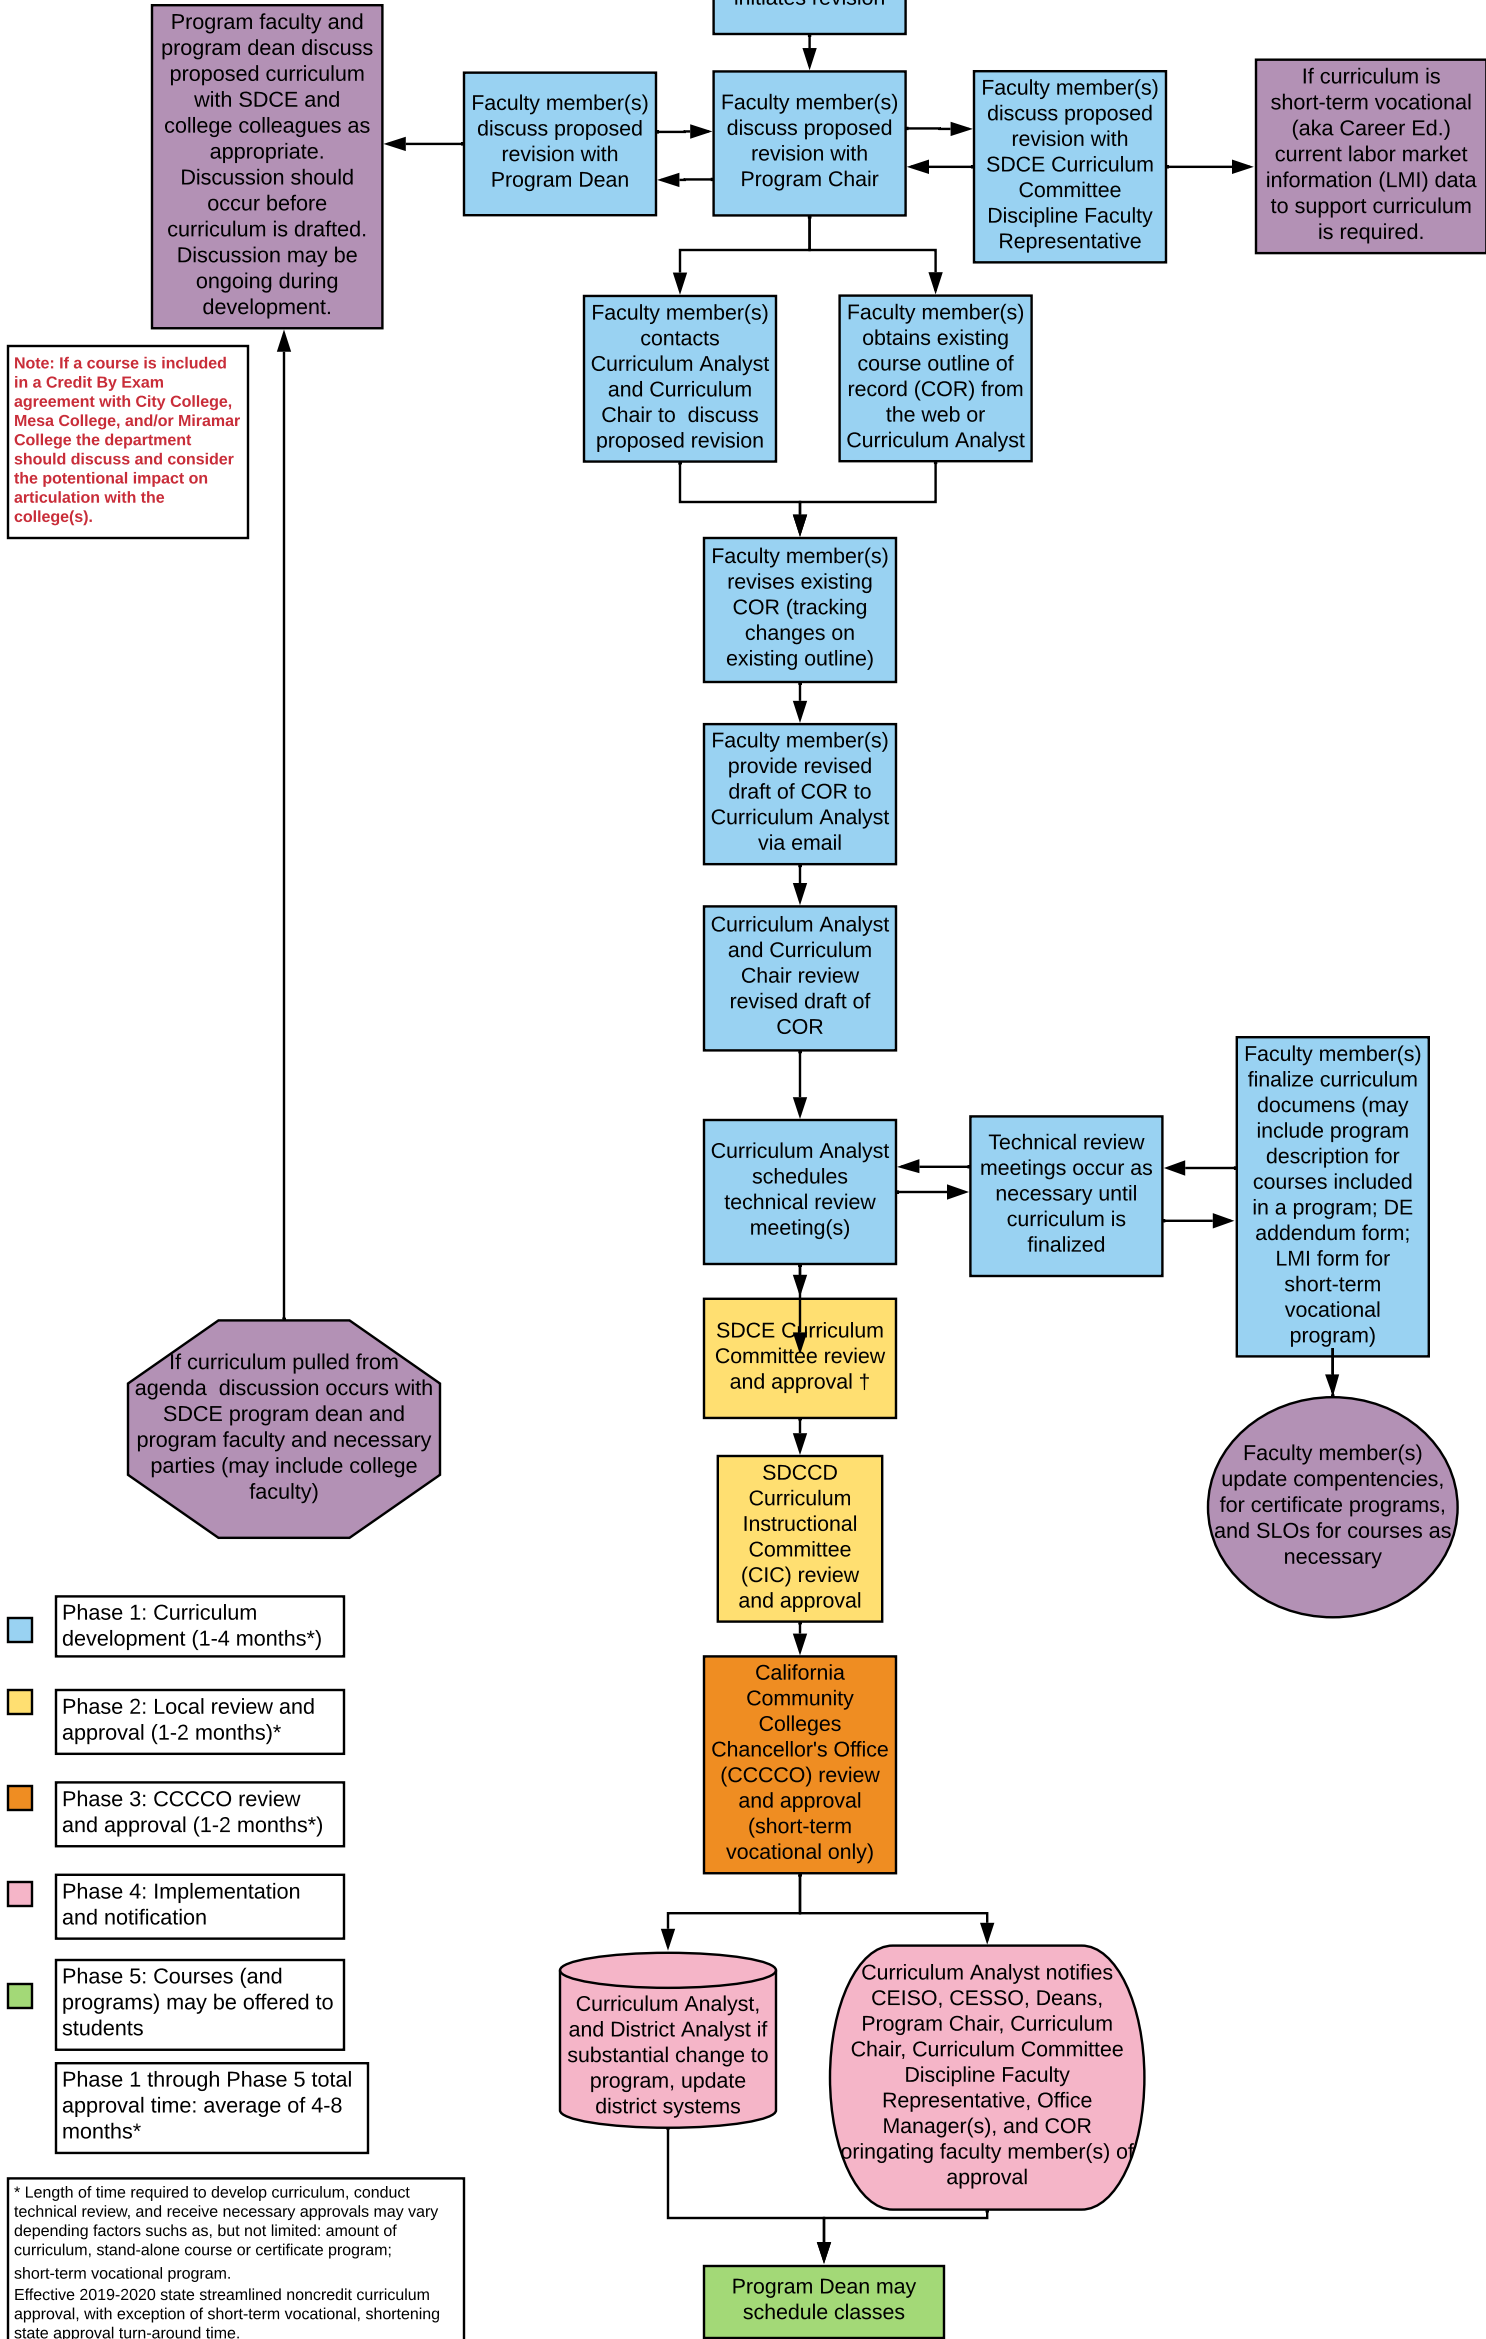 initiates revision
Program faculty and
program dean discuss
proposed curriculum
with SDCE and
college colleagues as
appropriate.
Discussion should
occur before
curriculum is drafted.
Discussion may be
ongoing during
development.
Faculty member(s)
discuss proposed
revision with
Program Dean
Faculty member(s)
discuss proposed
revision with
Program Chair
Faculty member(s)
discuss proposed
revision with
SDCE Curriculum
Committee
Discipline Faculty
Representative
If curriculum is
short-term vocational
(aka Career Ed.)
current labor market
information (LMI) data
to support curriculum
is required.
Note: If a course is included
in a Credit By Exam
agreement with City College,
Mesa College, and/or Miramar
College the department
should discuss and consider
the potentional impact on
articulation with the
college(s).
Faculty member(s)
contacts
Curriculum Analyst
and Curriculum
Chair to  discuss
proposed revision
Faculty member(s)
obtains existing
course outline of
record (COR) from
the web or
Curriculum Analyst
Faculty member(s)
revises existing
COR (tracking
changes on
existing outline)
Faculty member(s)
provide revised
draft of COR to
Curriculum Analyst
via email
Curriculum Analyst
and Curriculum
Chair review
revised draft of
COR
Curriculum Analyst
schedules
technical review
meeting(s)
Technical review
meetings occur as
necessary until
curriculum is
finalized
Faculty member(s)
finalize curriculum
documens (may
include program
description for
courses included
in a program; DE
addendum form;
LMI form for
short-term
vocational
program)
SDCE Curriculum
Committee review
and approval †
If curriculum pulled from
agenda  discussion occurs with
SDCE program dean and
program faculty and necessary
parties (may include college
faculty)
Faculty member(s)
update compentencies,
for certificate programs,
and SLOs for courses as
necessary
SDCCD
Curriculum
Instructional
Committee
(CIC) review
and approval
Phase 1: Curriculum
development (1-4 months*)
Phase 2: Local review and
approval (1-2 months)*
Phase 3: CCCCO review
and approval (1-2 months*)
Phase 4: Implementation
and notification
Phase 5: Courses (and
programs) may be offered to
students
Phase 1 through Phase 5 total
approval time: average of 4-8
months*
California
Community
Colleges
Chancellor's Office
(CCCCO) review
and approval
(short-term
vocational only)
Curriculum Analyst,
and District Analyst if
substantial change to
program, update
district systems
Curriculum Analyst notifies
CEISO, CESSO, Deans,
Program Chair, Curriculum
Chair, Curriculum Committee
Discipline Faculty
Representative, Office
Manager(s), and COR
oringating faculty member(s) of
approval
* Length of time required to develop curriculum, conduct
technical review, and receive necessary approvals may vary
depending factors suchs as, but not limited: amount of
curriculum, stand-alone course or certificate program;
short-term vocational program.
Effective 2019-2020 state streamlined noncredit curriculum
approval, with exception of short-term vocational, shortening
state approval turn-around time.
Program Dean may
schedule classes